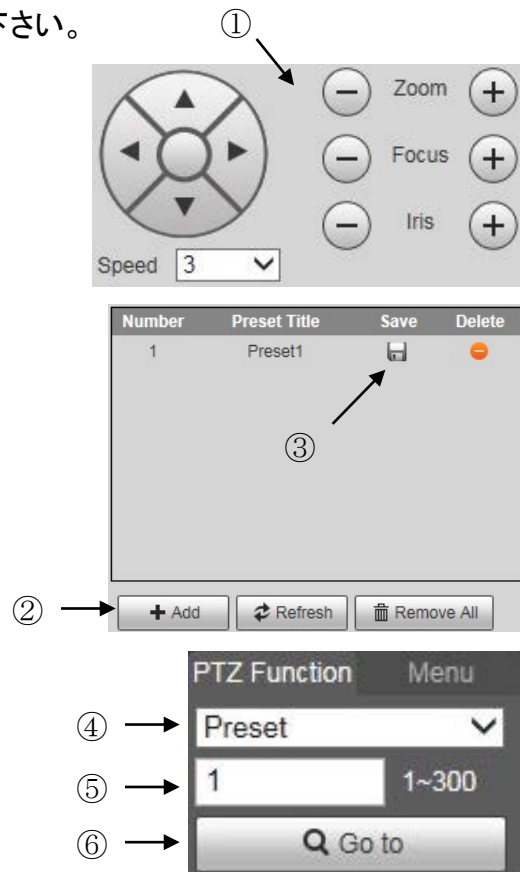 下さい。
①
Zoom
Focus
Iris
Speed 3
Number Preset Title Save Delete
1 Preset1
③
② Add Refresh Remove All
PTZ Function Menu
④ Preset
⑤ 1 1~300
⑥ Go to